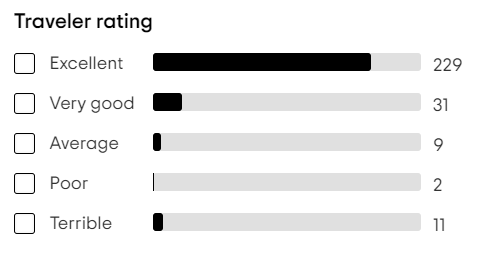 Traveler rating
Excellent 229
Very good 31
Average 9
Poor 2
Terrible 11